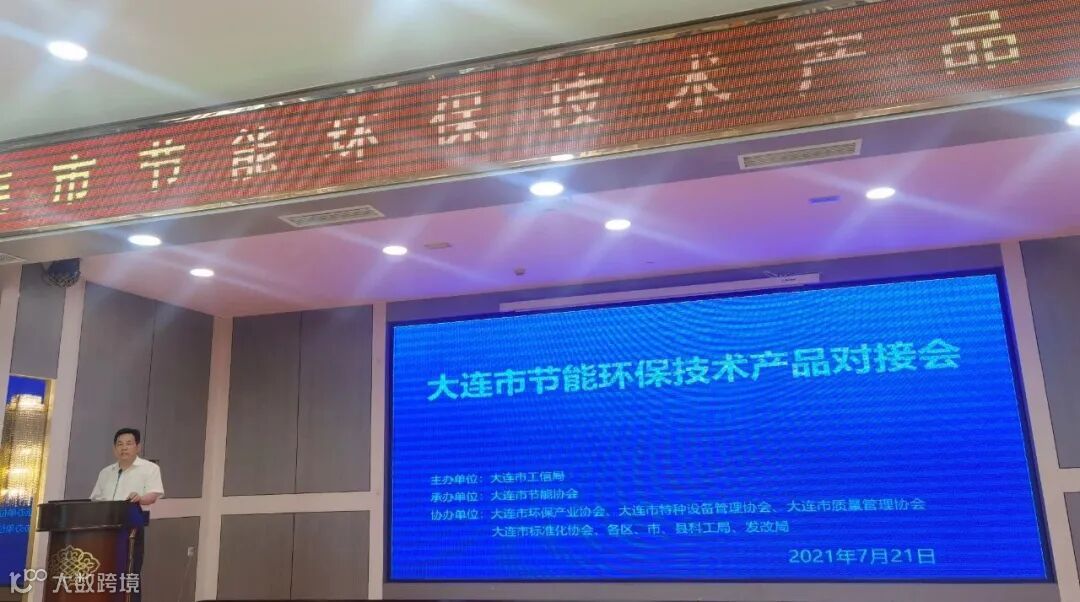 连市节能环保技术产品
大连市节能环保技术产品对接会
主办单位：大连市工信局
承办单位：大连市节能协会
协办单位：大连市环保产业协会、大连市特种设备管理协会、大连市质量管理协会
大连市标准化协会、各区、市、县科工局、发改局
2021年7月21日
大数跨境